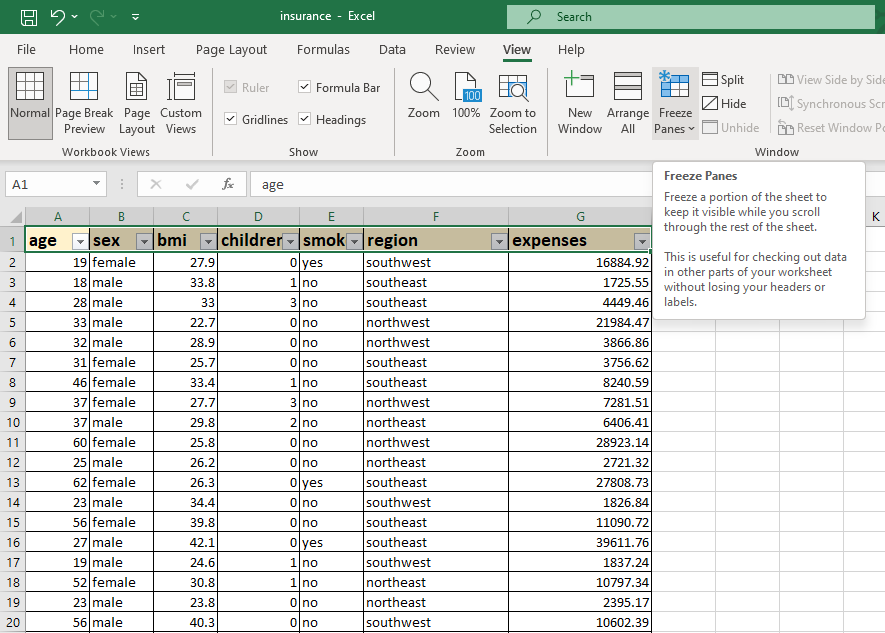 insurance - Excel
Search
File Home Insert Page Layout Formulas Data Review View Help
Normal Page Break Preview Page Layout Custom Views
Workbook Views
Ruler Formula Bar
Gridlines Headings
Show
Zoom 100 100% Zoom to Selection
Zoom
New Window Arrange All Freeze Panes
Split View Side by Side
Hide Synchronous Scr
Unhide Reset Window Po
Window
A1 fx age
Freeze Panes
Freeze a portion of the sheet to
keep it visible while you scroll
through the rest of the sheet.
This is useful for checking out data
in other parts of your worksheet
without losing your headers or
labels.
A B C D E F G K
1 age sex bmi children smok region expenses
2 19 female 27.9 0 yes southwest 16884.92
3 18 male 33.8 1 no southeast 1725.55
4 28 male 33 3 no southeast 4449.46
5 33 male 22.7 0 no northwest 21984.47
6 32 male 28.9 0 no northwest 3866.86
7 31 female 25.7 0 no southeast 3756.62
8 46 female 33.4 1 no southeast 8240.59
9 37 female 27.7 3 no northwest 7281.51
10 37 male 29.8 2 no northeast 6406.41
11 60 female 25.8 0 no northwest 28923.14
12 25 male 26.2 0 no northeast 2721.32
13 62 female 26.3 0 yes southeast 27808.73
14 23 male 34.4 0 no southwest 1826.84
15 56 female 39.8 0 no southeast 11090.72
16 27 male 42.1 0 yes southeast 39611.76
17 19 male 24.6 1 no southwest 1837.24
18 52 female 30.8 1 no northeast 10797.34
19 23 male 23.8 0 no northeast 2395.17
20 56 male 40.3 0 no southwest 10602.39